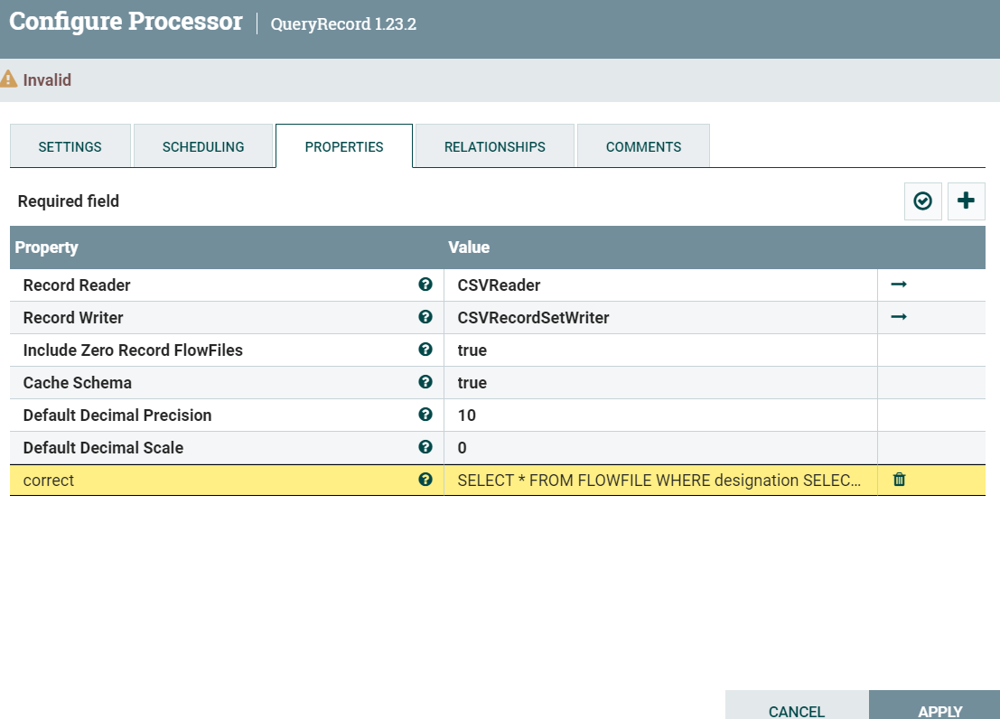 Configure Processor | QueryRecord 1.23.2
Invalid
SETTINGS SCHEDULING PROPERTIES RELATIONSHIPS COMMENTS
Required field
Property Value
Record Reader CSVReader
Record Writer CSVRecordSetWriter
Include Zero Record FlowFiles true
Cache Schema true
Default Decimal Precision 10
Default Decimal Scale 0
correct SELECT * FROM FLOWFILE WHERE designation SELEC...
CANCEL APPLY